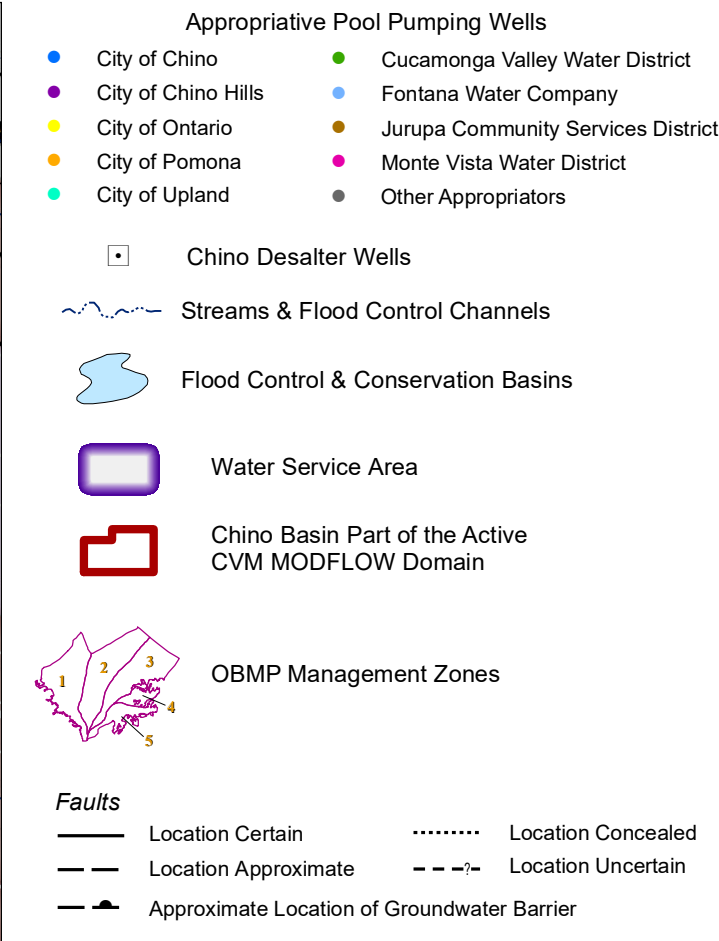 Appropriative Pool Pumping Wells
City of Chino
City of Chino Hills
City of Ontario
City of Pomona
City of Upland
Cucamonga Valley Water District
Fontana Water Company
Jurupa Community Services District
Monte Vista Water District
Other Appropriators
Chino Desalter Wells
Streams & Flood Control Channels
Flood Control & Conservation Basins
Water Service Area
Chino Basin Part of the Active
CVM MODFLOW Domain
1
2
3
4
5
OBMP Management Zones
Faults
Location Certain
Location Concealed
Location Approximate
?
Location Uncertain
Approximate Location of Groundwater Barrier